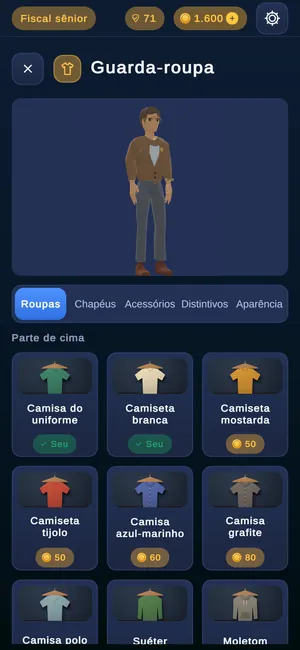 Fiscal sênior 71 1.600 +
Guarda-roupa
Roupas Chapéus Acessórios Distintivos Aparência
Parte de cima
Camisa do
uniforme
Seu
Camiseta
branca
Seu
Camiseta
mostarda
50
Camiseta
tijolo
50
Camisa
azul-marinho
60
Camisa
grafite
80
Camisa polo
Suéter
Moletom